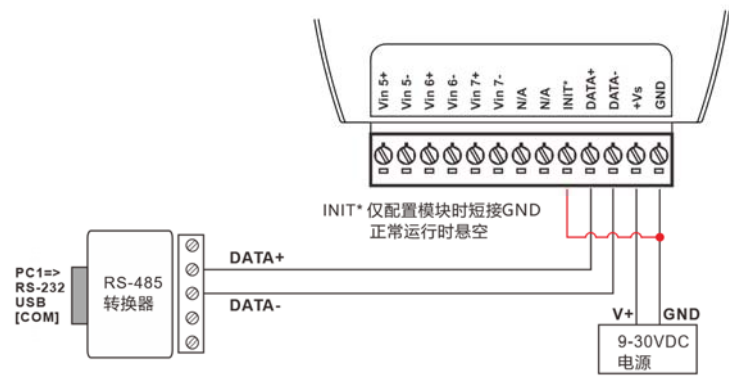 Vin 5+
Vin 5-
Vin 6+
Vin 6-
Vin 7+
Vin 7-
N/A
N/A
INIT*
DATA+
DATA-
+Vs
GND
INIT* 仅配置模块时短接GND
正常运行时悬空
DATA+
PC1=>
RS-232
USB
[COM]
RS-485
转换器
DATA-
V+ GND
9-30VDC
电源